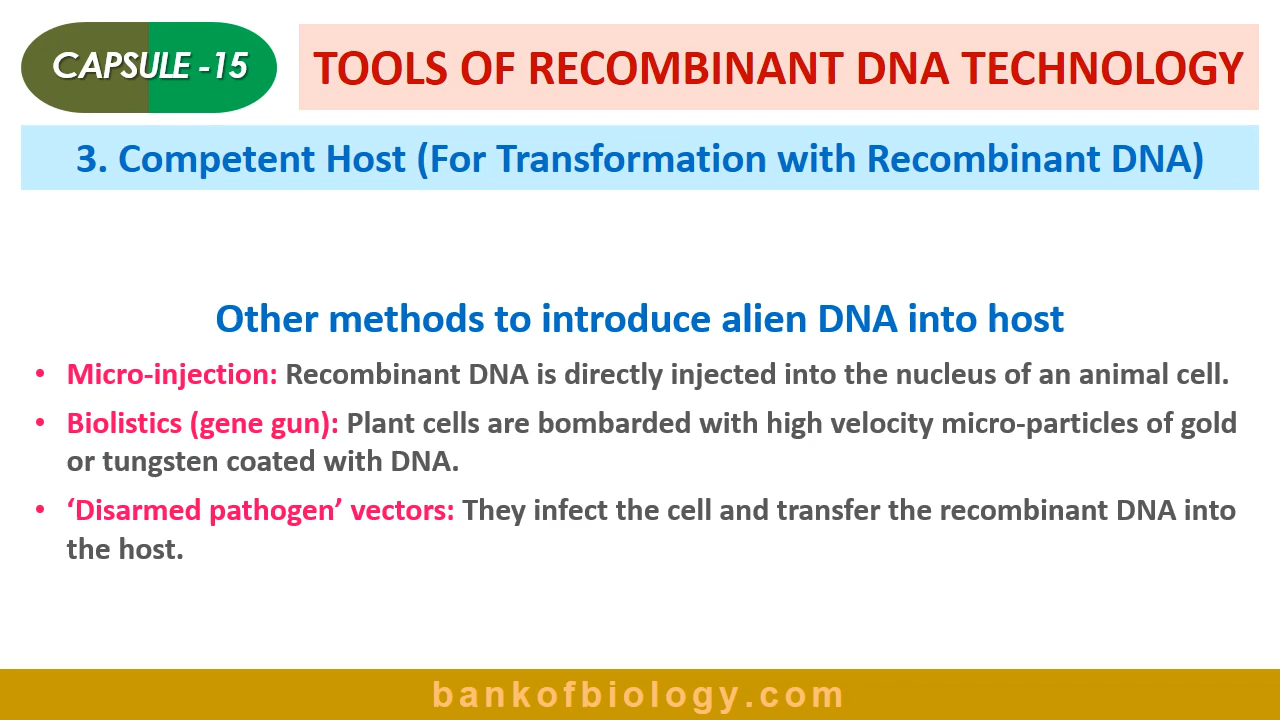 CAPSULE -15
TOOLS OF RECOMBINANT DNA TECHNOLOGY
3. Competent Host (For Transformation with Recombinant DNA)
Other methods to introduce alien DNA into host
• Micro-injection: Recombinant DNA is directly injected into the nucleus of an animal cell.
• Biolistics (gene gun): Plant cells are bombarded with high velocity micro-particles of gold
or tungsten coated with DNA.
• ‘Disarmed pathogen’ vectors: They infect the cell and transfer the recombinant DNA into
the host.
bankofbiology.com